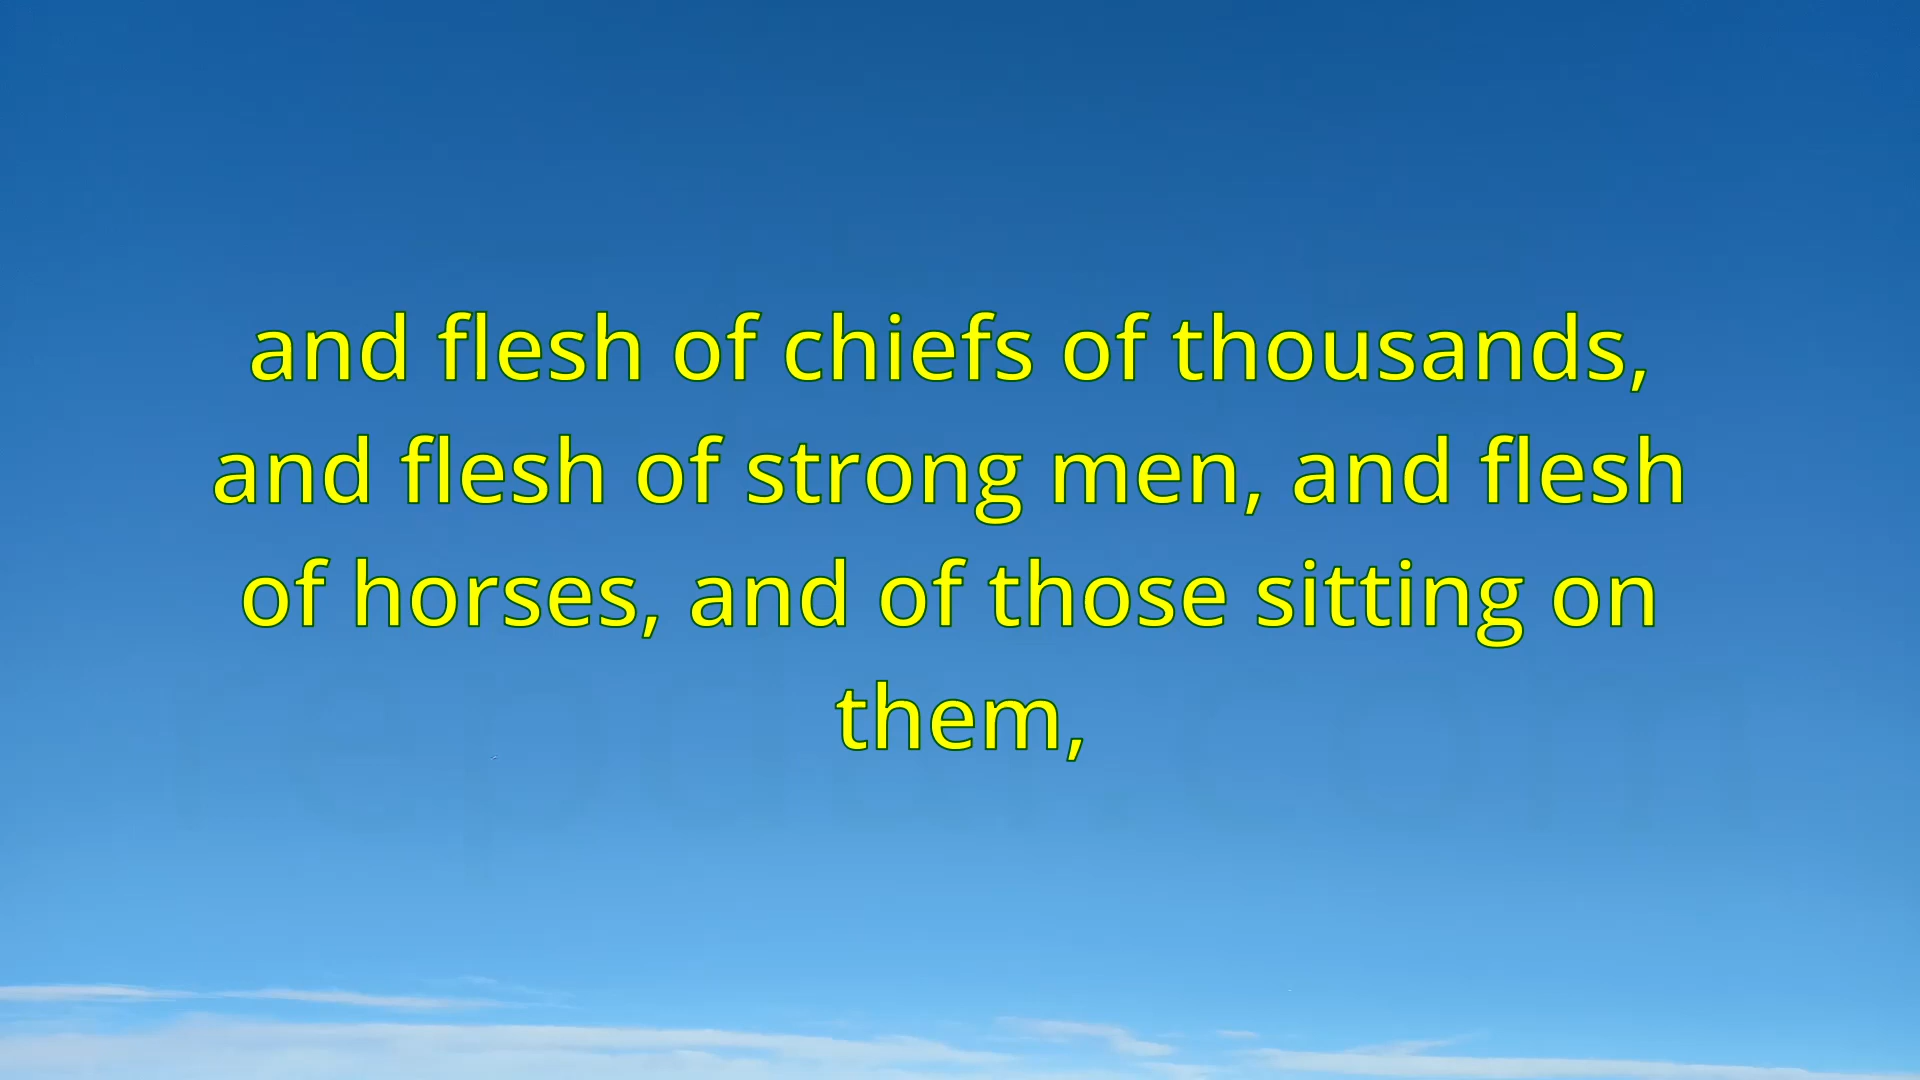 and flesh of chiefs of thousands,
and flesh of strong men, and flesh
of horses, and of those sitting on
them,